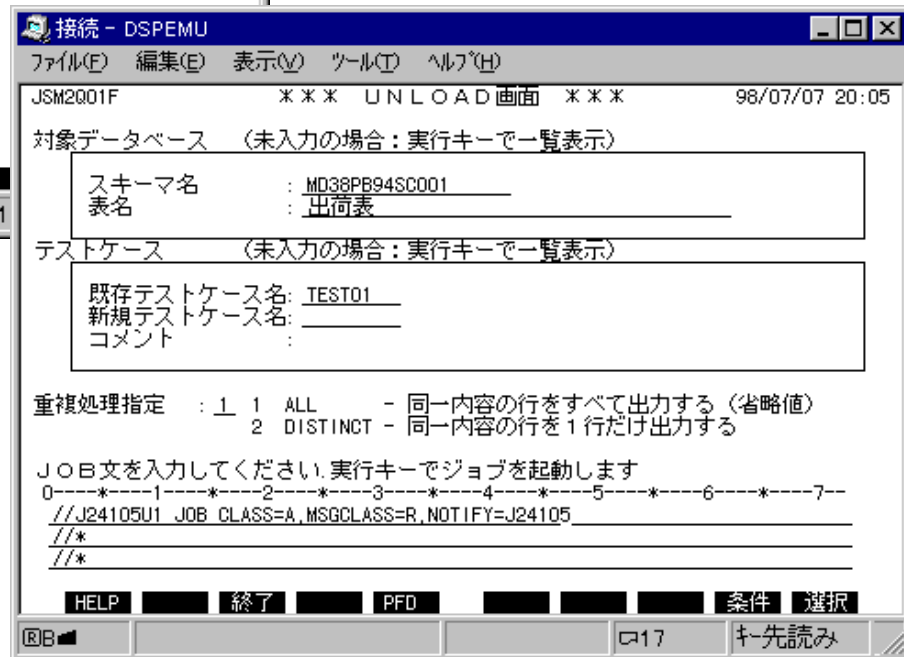 接続 - DSPEMU
ファイル(F) 編集(E) 表示(V) ツール(T) ヘルプ(H)
JSM2Q01F ＊＊＊ ＵＮＬＯＡＤ画面 ＊＊＊ 98/07/07 20:05
対象データベース （未入力の場合：実行キーで一覧表示）
スキーマ名 : MD38PB94SC001
表名 : 出荷表
テストケース （未入力の場合：実行キーで一覧表示）
既存テストケース名: TEST01
新規テストケース名:
コメント :
重複処理指定 : 1 1 ALL - 同一内容の行をすべて出力する（省略値）
2 DISTINCT - 同一内容の行を１行だけ出力する
ＪＯＢ文を入力してください.実行キーでジョブを起動します
0----*----1----*----2----*----3----*----4----*----5----*----6----*----7--
//J24105U1 JOB CLASS=A,MSGCLASS=R,NOTIFY=J24105
//*
//*
HELP 終了 PFD 条件 選択
RB 17 キー先読み
1